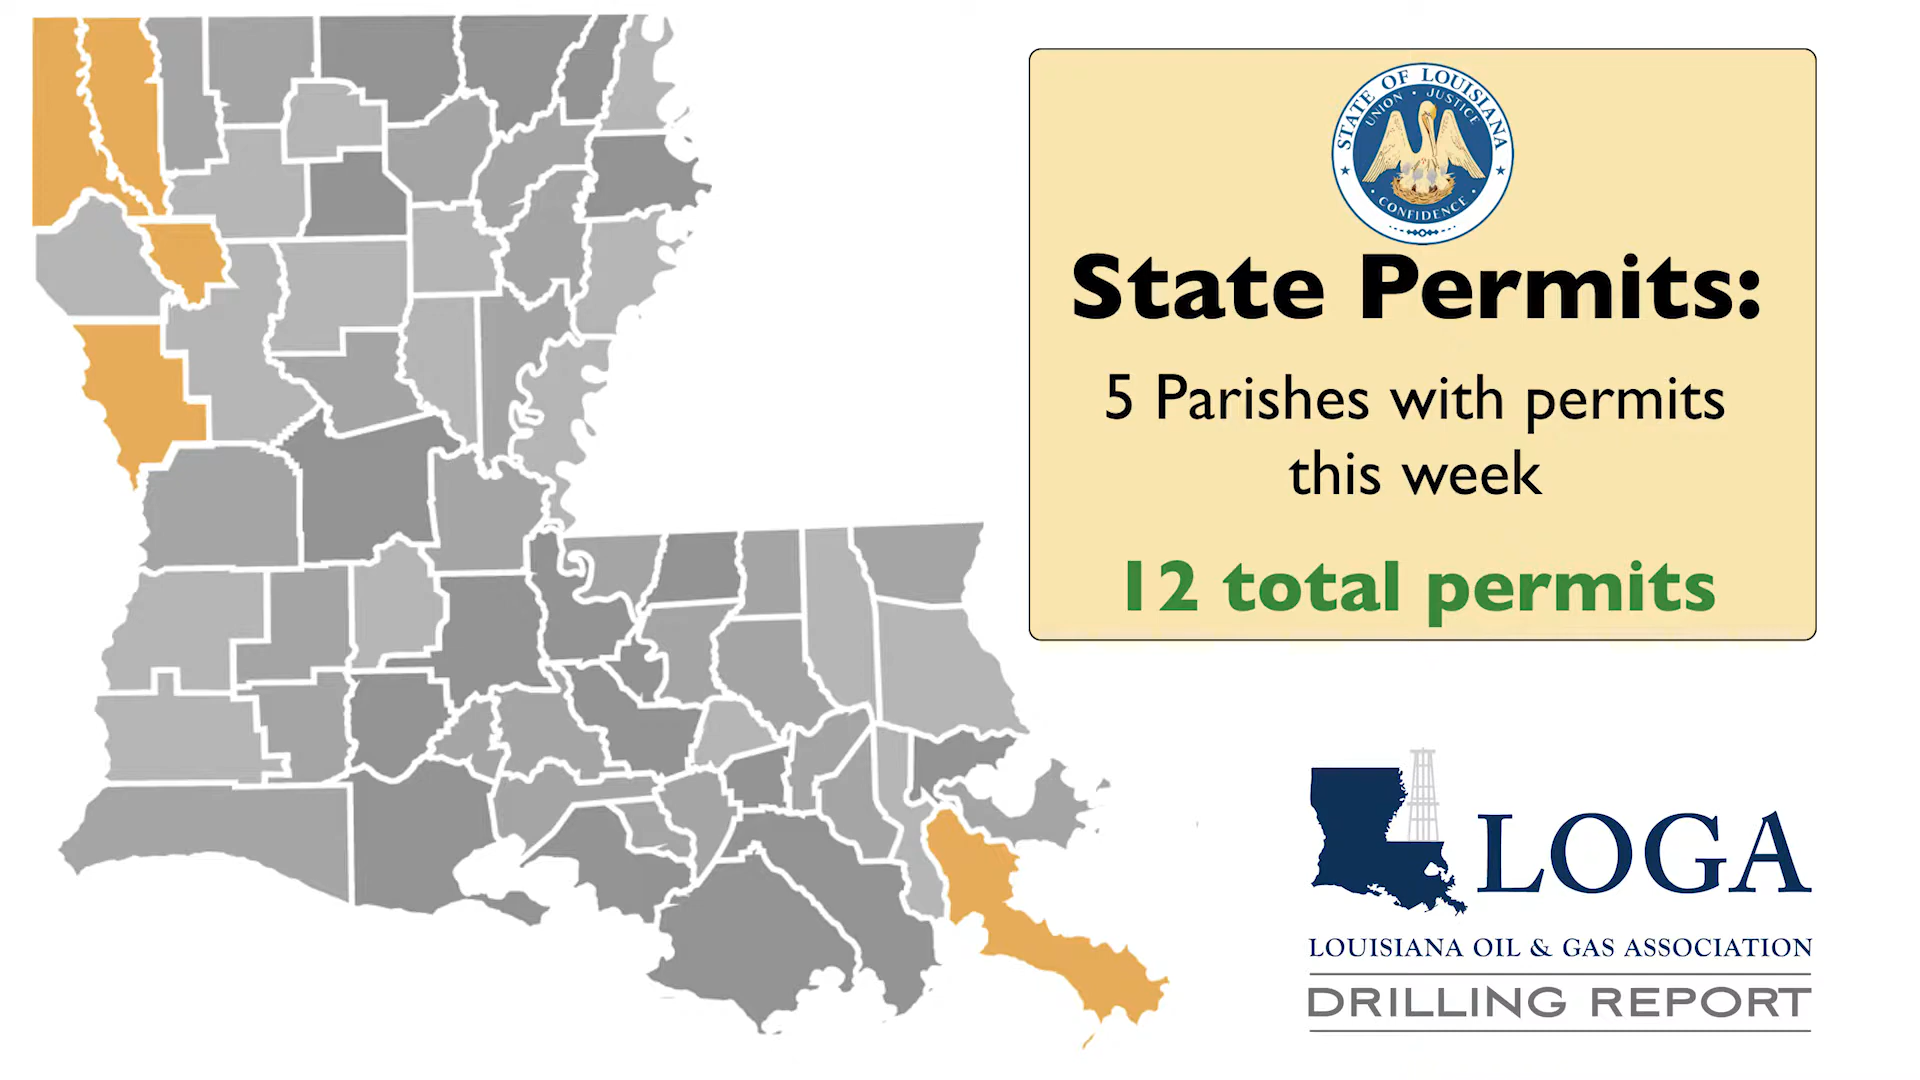 STATE OF LOUISIANA
UNION • JUSTICE
• CONFIDENCE •
State Permits:
5 Parishes with permits
this week
12 total permits
LOGA
LOUISIANA OIL & GAS ASSOCIATION
DRILLING REPORT